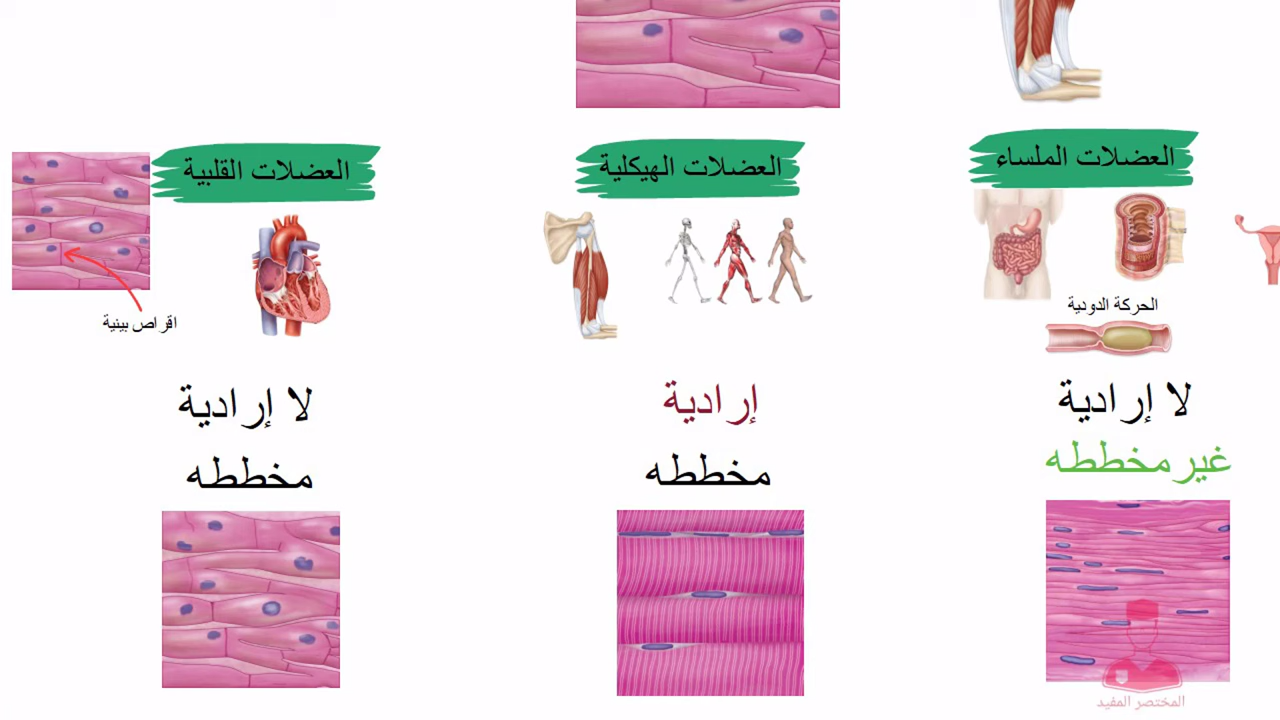 العضلات الملساء
العضلات الهيكلية
العضلات القلبية
الحركة الدودية
اقراص بينية
لا إرادية
إرادية
لا إرادية
غير مخططه
مخططه
مخططه
المختصر المفيد